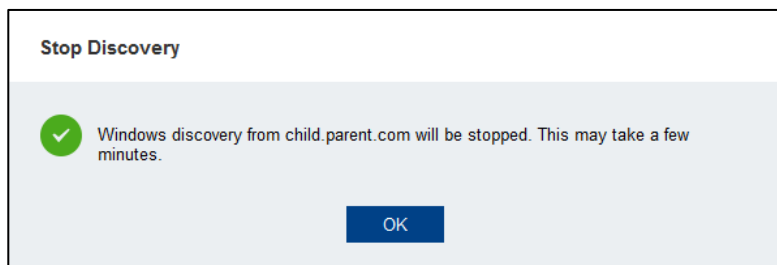 Stop Discovery
Windows discovery from child.parent.com will be stopped. This may take a few
minutes.
OK